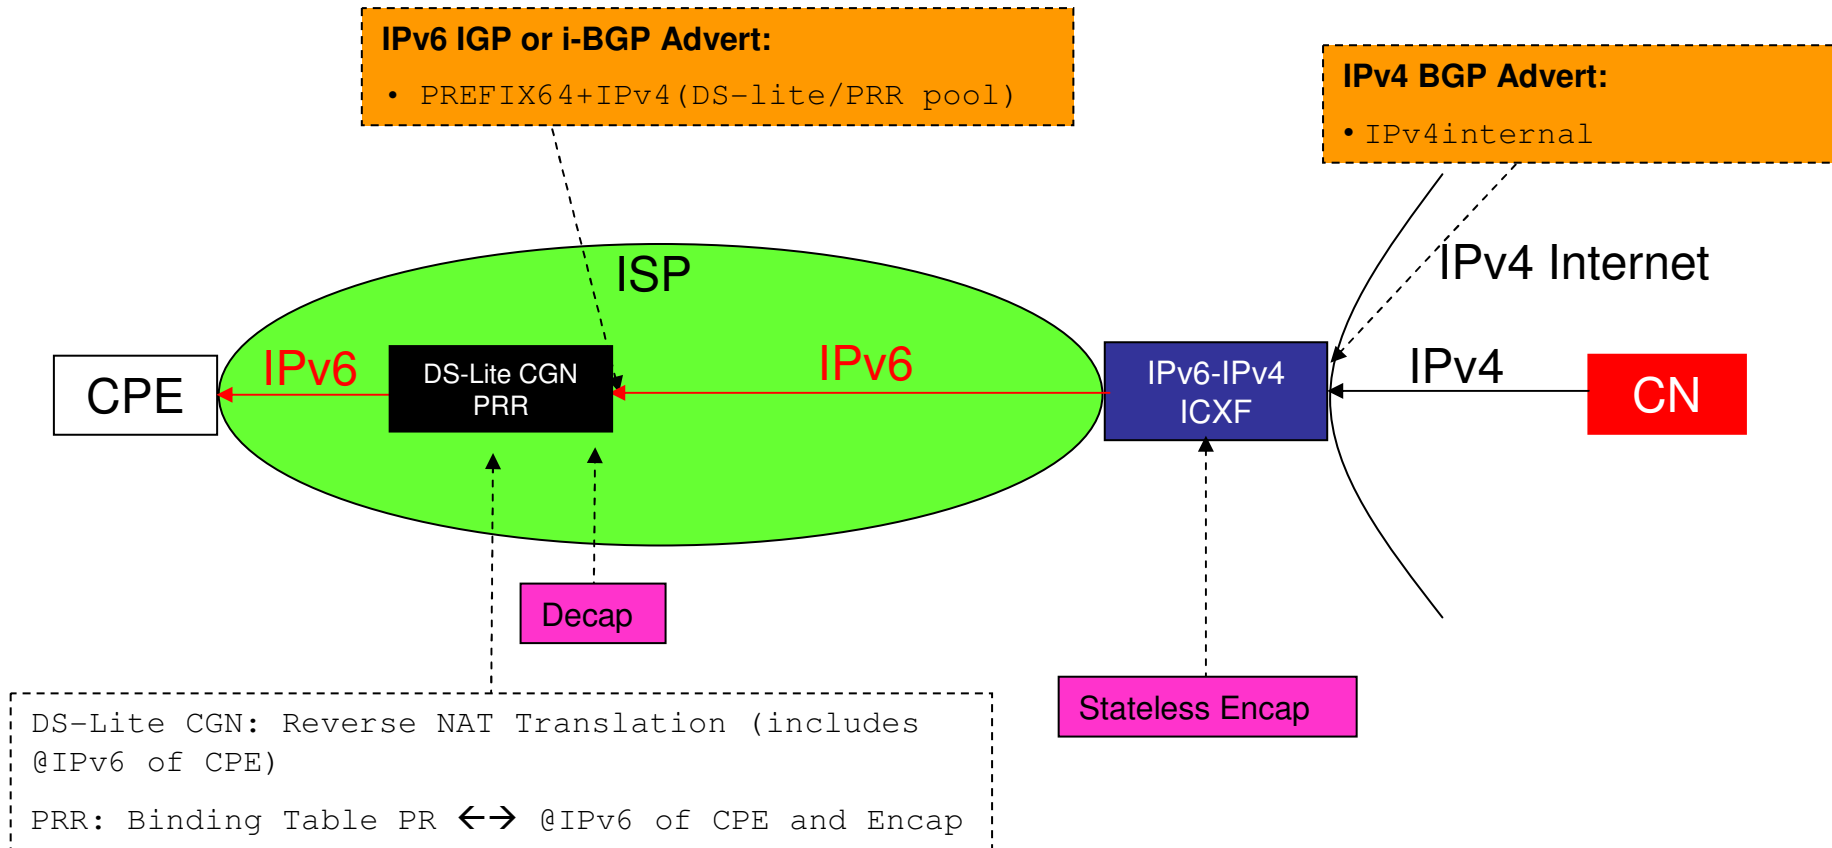 IPv6 IGP or i-BGP Advert:
• PREFIX64+IPv4(DS-lite/PRR pool)
IPv4 BGP Advert:
• IPv4internal
ISP
IPv4 Internet
CPE
IPv6
DS-Lite CGN
PRR
IPv6
IPv6-IPv4
ICXF
IPv4
CN
Decap
Stateless Encap
DS-Lite CGN: Reverse NAT Translation (includes
@IPv6 of CPE)
PRR: Binding Table PR ←→ @IPv6 of CPE and Encap